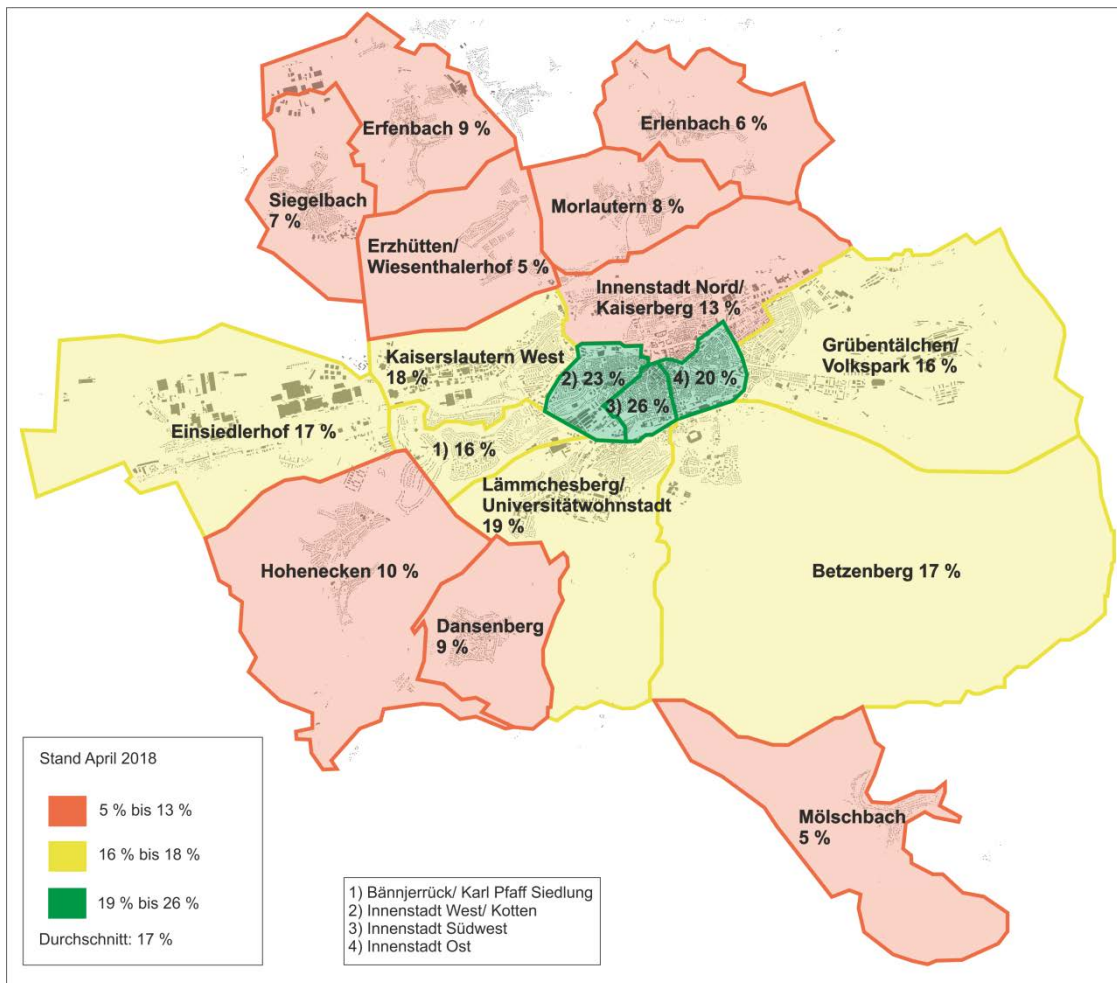 Erfenbach 9 %
Erlenbach 6 %
Siegelbach
7 %
Morlautern 8 %
Erzhütten/
Wiesenthalerhof 5 %
Innenstadt Nord/
Kaiserberg 13 %
Grübentälchen/
Volkspark 16 %
Kaiserslautern West
18 %
2) 23 %
4) 20 %
3) 26 %
Einsiedlerhof 17 %
1) 16 %
Lämmchesberg/
Universitätwohnstadt
19 %
Hohenecken 10 %
Betzenberg 17 %
Dansenberg
9 %
Mölschbach
5 %
Stand April 2018
5 % bis 13 %
16 % bis 18 %
19 % bis 26 %
Durchschnitt: 17 %
1) Bännjerrück/ Karl Pfaff Siedlung
2) Innenstadt West/ Kotten
3) Innenstadt Südwest
4) Innenstadt Ost